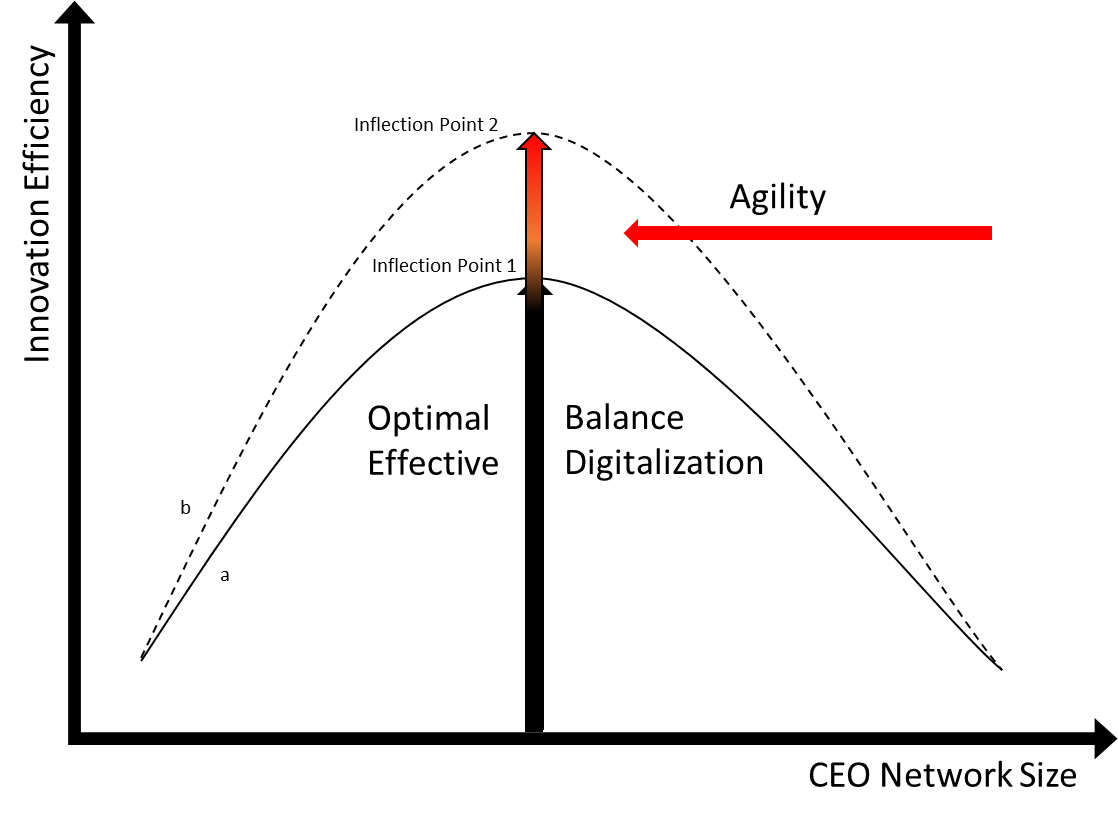 Innovation Efficiency
Inflection Point 2
Agility
Inflection Point 1
Optimal
Effective
Balance
Digitalization
b
a
CEO Network Size